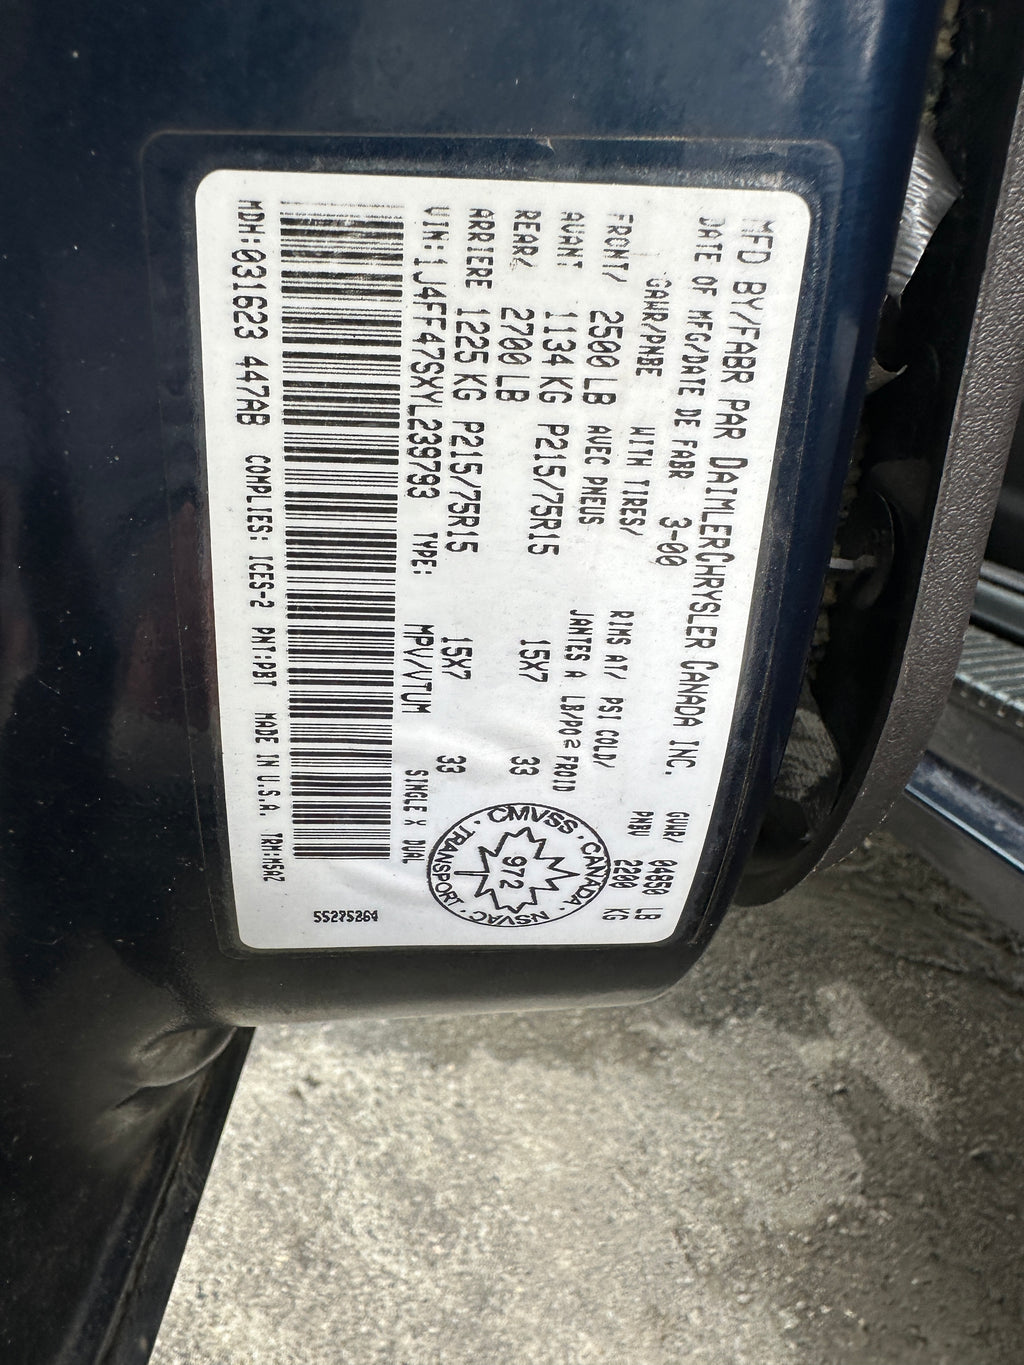 MFD BY/FABR PAR DAIMLERCHRYSLER CANADA INC.
DATE OF MFG/DATE DE FABR 3-00 GVWR/ 04850 LB
PNBV 2200 KG
GAWR/PNBE WITH TIRES/ RIMS AT/ PSI COLD/
AVEC PNEUS JANTES A LB/PO2 FROID
FRONT/ 2500 LB
AVANT 1134 KG P215/75R15 15X7 33
REAR/ 2700 LB
ARRIERE 1225 KG P215/75R15 15X7 33
VIN:1J4FF47SXYL239793 TYPE: MPV/VTUM SINGLE X DUAL
MDH:031623 447AB COMPLIES: ICES-2 PNT:PBT MADE IN U.S.A. TRM:MSAZ
55275264
CMVSS · CANADA · NSVAC · TRANSPORT ·
972